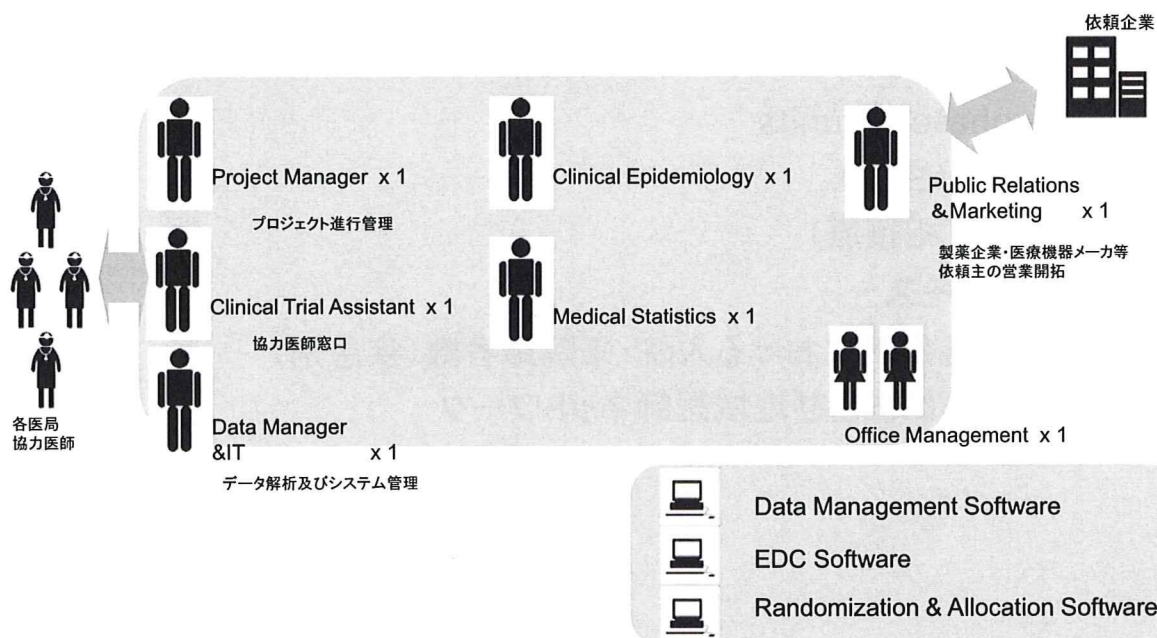 依頼企業
Project Manager x 1
プロジェクト進行管理
Clinical Epidemiology x 1
Public Relations
&Marketing x 1
製薬企業・医療機器メーカ等
依頼主の営業開拓
Clinical Trial Assistant x 1
協力医師窓口
Medical Statistics x 1
各医局
協力医師
Data Manager
&IT x 1
データ解析及びシステム管理
Office Management x 1
Data Management Software
EDC Software
Randomization & Allocation Software